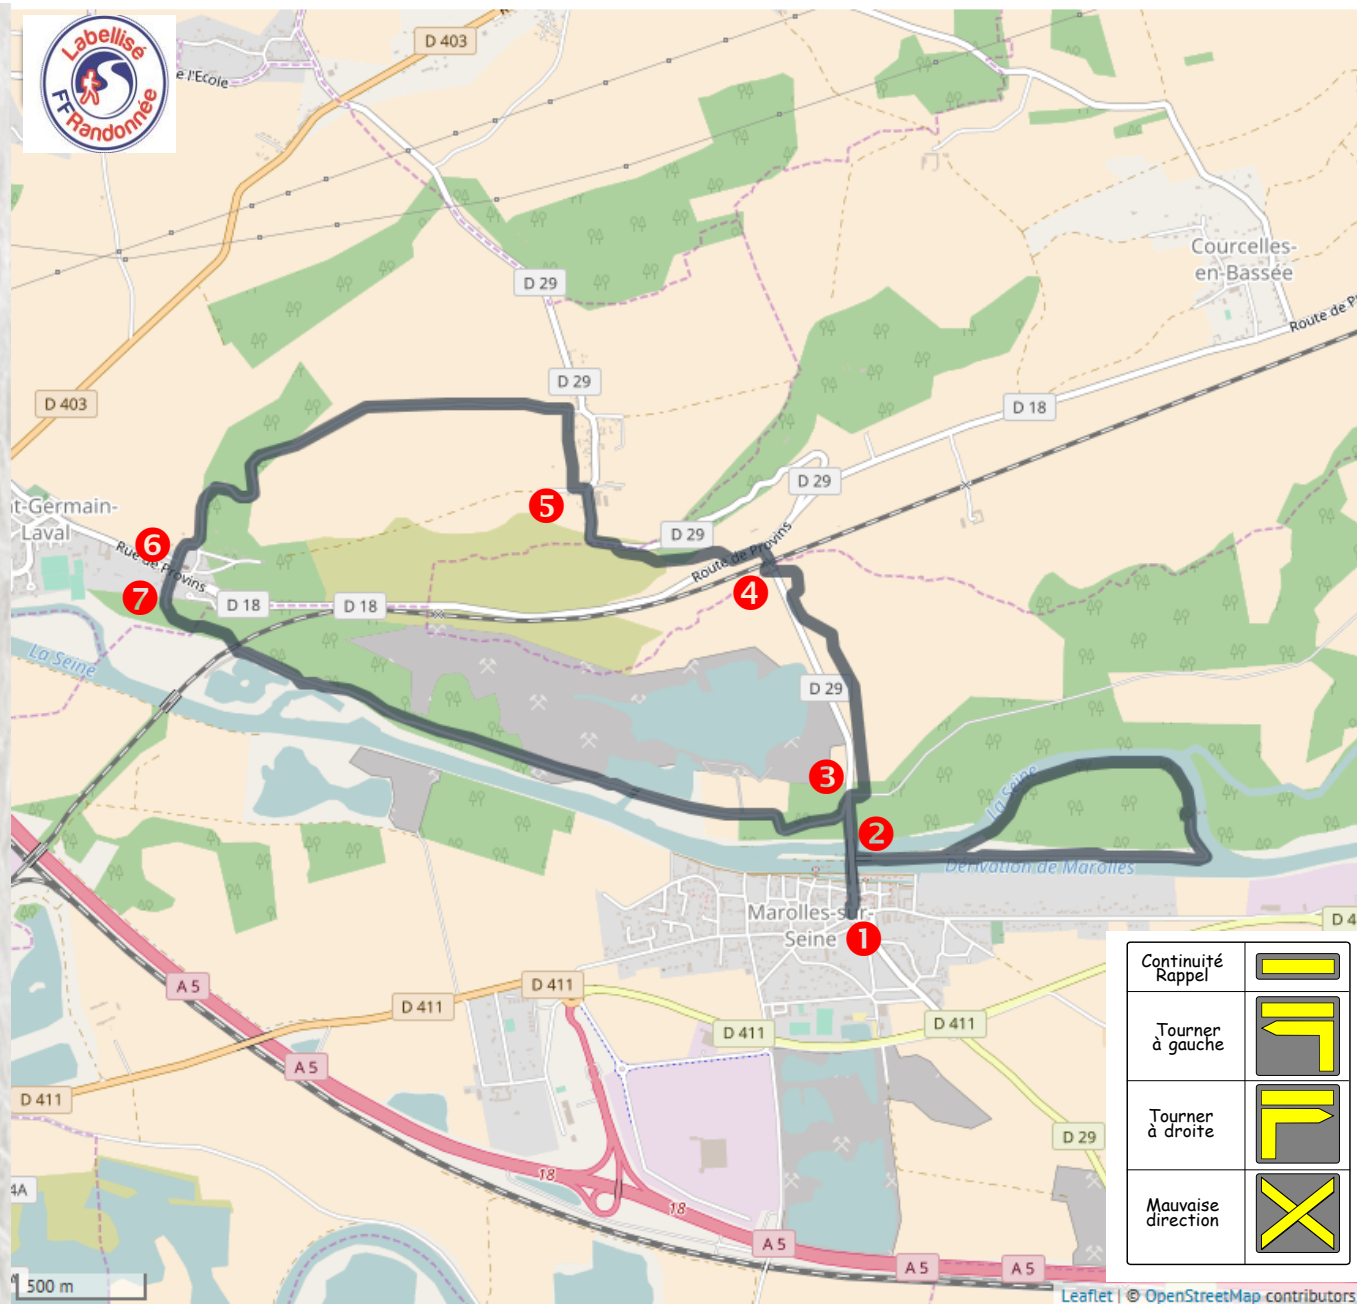 Labellisé
FFRandonnée
e l'Ecole
D 403
D 29
Courcelles-
en-Bassée
Route de P
D 29
D 403
D 18
D 29
5
t-Germain-
Laval
6
Rue de Provins
D 29
Route de Provins
4
7
D 18
D 18
La Seine
D 29
3
La Seine
2
Dérivation de Marolles
Marolles-sur-
Seine
1
D 4
A 5
D 411
D 411
D 411
D 411
A 5
D 411
D 29
4A
18
18
A 5
A 5
A 5
500 m
Continuité
Rappel
Tourner
à gauche
Tourner
à droite
Mauvaise
direction
Leaflet | © OpenStreetMap contributors